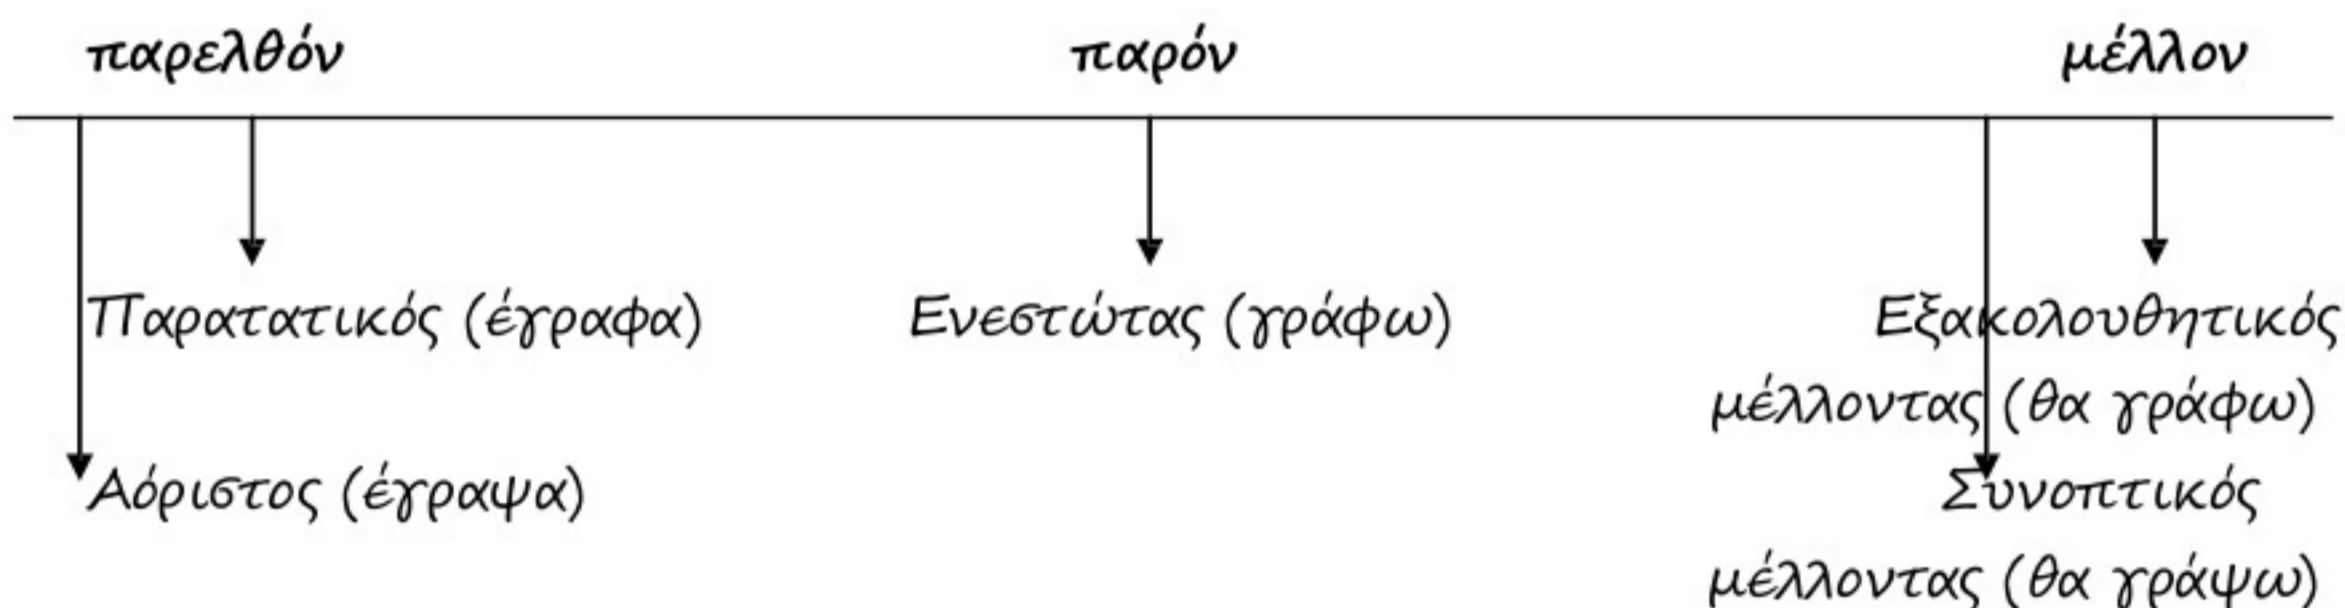 παρελθόν παρόν μέλλον
Παρατατικός (έγραφα) Ενεστώτας (γράφω) Εξακολουθητικός
μέλλοντας (θα γράφω)
Αόριστος (έγραψα) Συνοπτικός
μέλλοντας (θα γράψω)